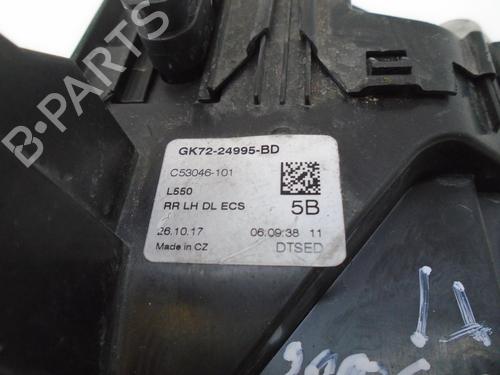 GK72-24995-BD
C53046-101
L550
RR LH DL ECS 5B
26.10.17 06:09:38 11
Made in CZ DTSED